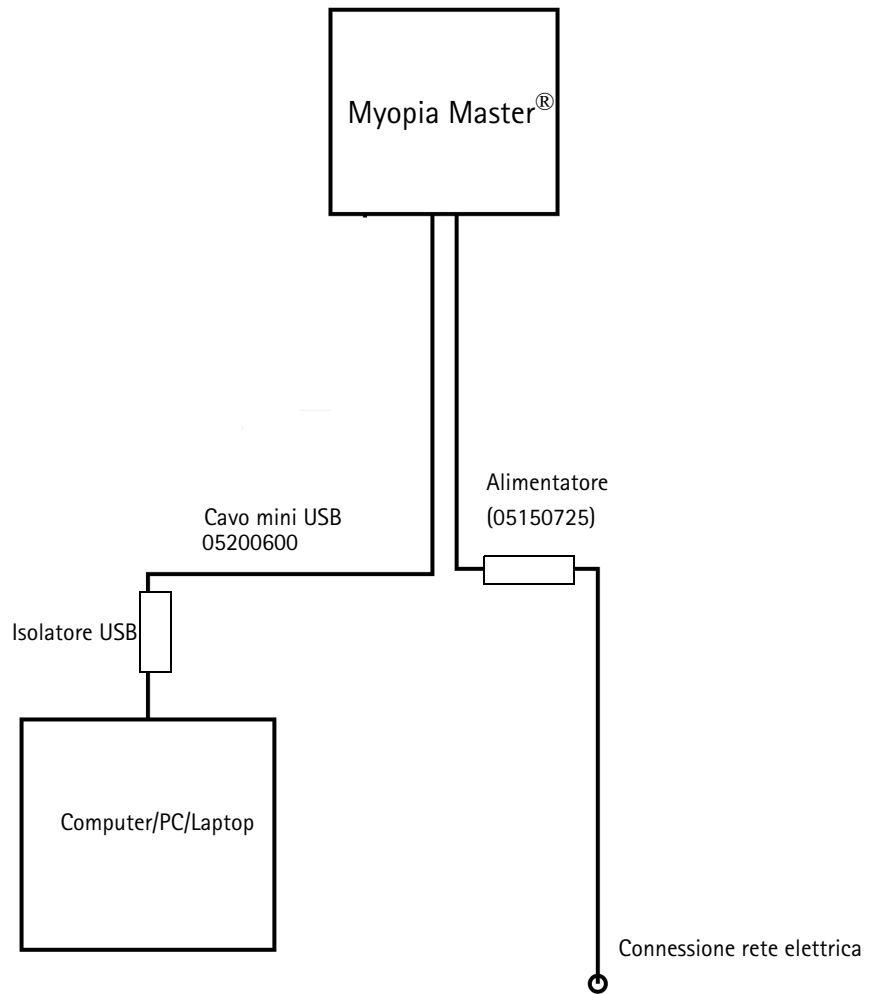 Myopia Master®
Alimentatore
(05150725)
Cavo mini USB
05200600
Isolatore USB
Computer/PC/Laptop
Connessione rete elettrica